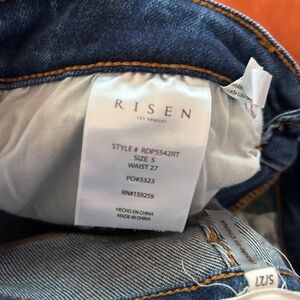 RISEN
LOS ANGELES
STYLE # RDP5542RT
SIZE 5
WAIST 27
PO#3323
RN#159259
HECHO EN CHINA
MADE IN CHINA
5/27